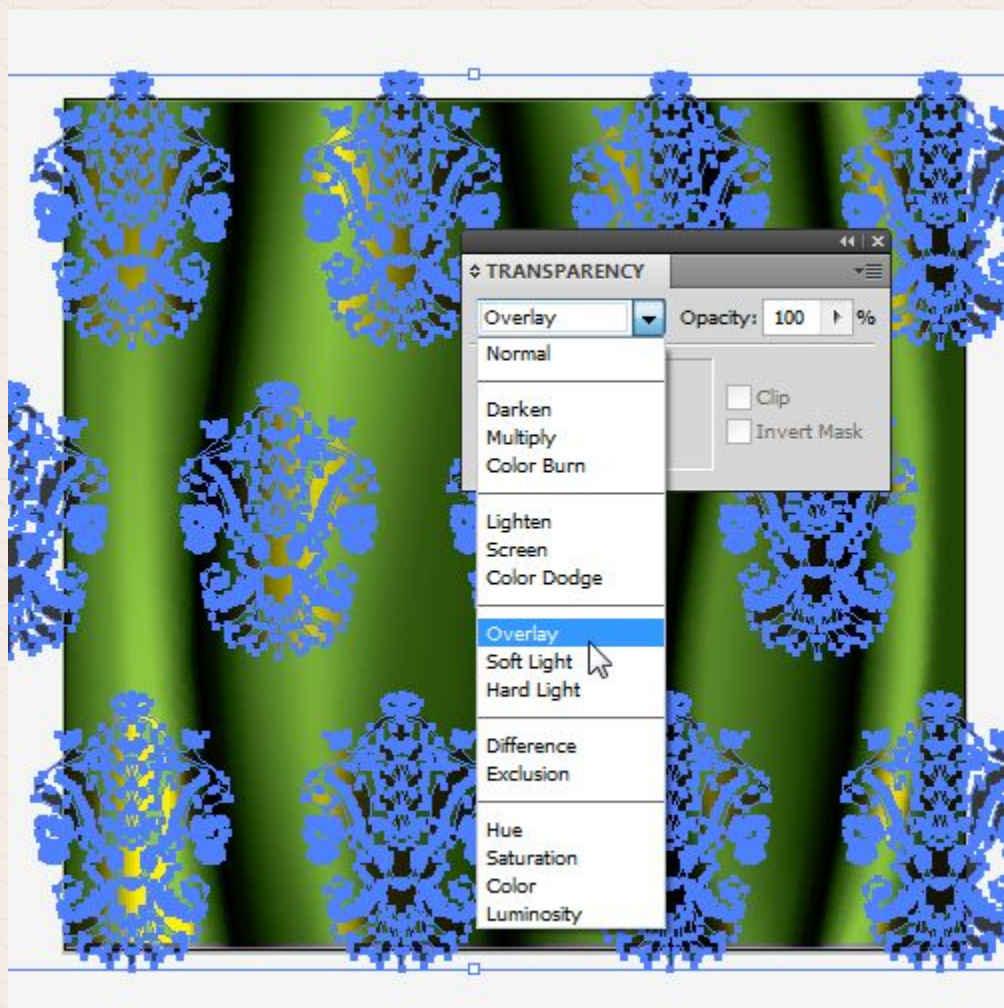 TRANSPARENCY
Overlay
Opacity: 100 %
Normal
Darken
Multiply
Color Burn
Lighten
Screen
Color Dodge
Overlay
Soft Light
Hard Light
Difference
Exclusion
Hue
Saturation
Color
Luminosity
Clip
Invert Mask